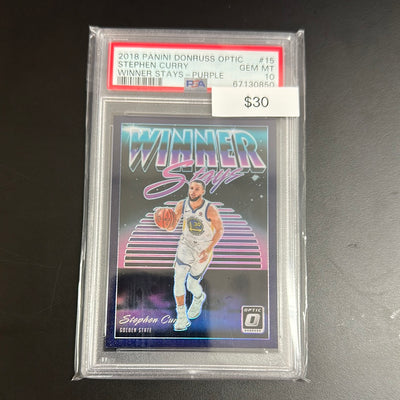 2018 PANINI DONRUSS OPTIC #15
STEPHEN CURRY GEM MT
WINNER STAYS - PURPLE 10
PSA 67130850
$30
WINNER
Stays
Stephen Curry
GOLDEN STATE
OPTIC